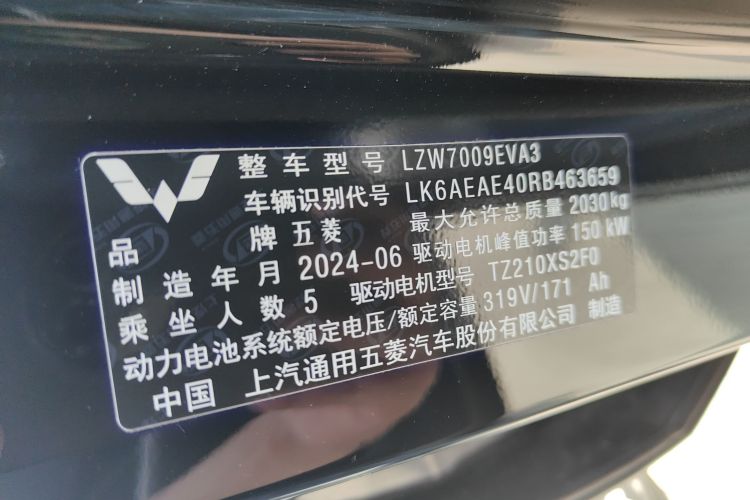 整车型号 LZW7009EVA3
车辆识别代号 LK6AEAE40RB463659
品牌 五菱 最大允许总质量 2030 kg
制造年月 2024-06 驱动电机峰值功率 150 kW
乘坐人数 5 驱动电机型号 TZ210XS2F0
动力电池系统额定电压/额定容量 319V/171 Ah
中国 上汽通用五菱汽车股份有限公司 制造